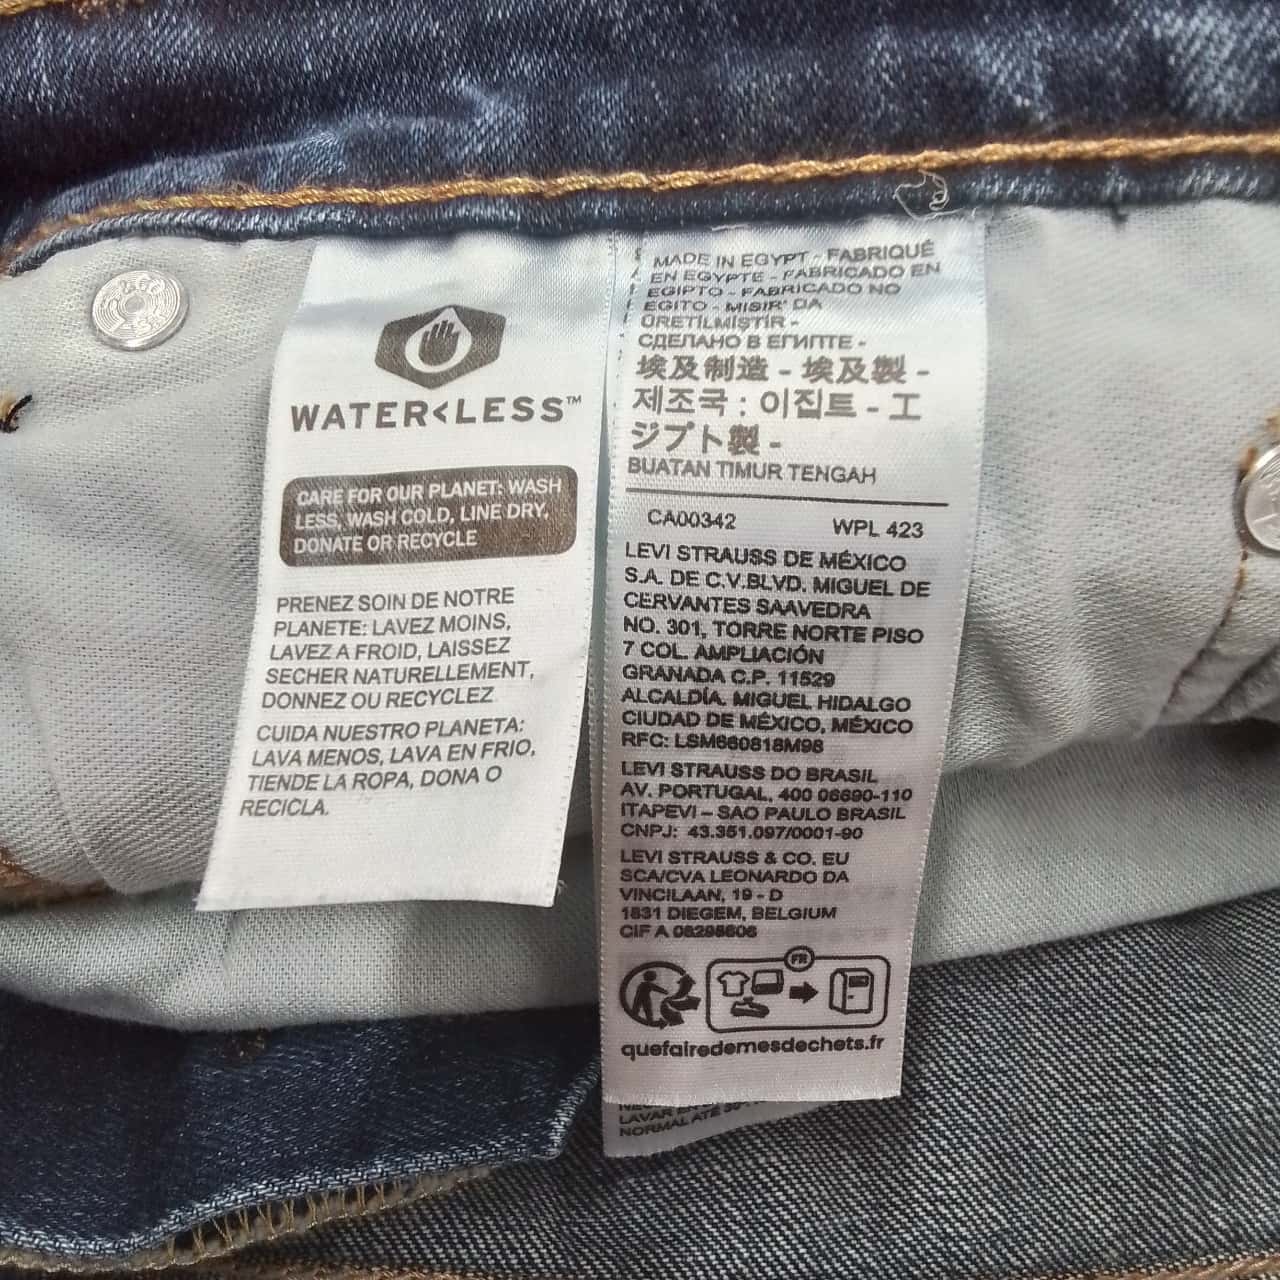 WATER<LESS™
CARE FOR OUR PLANET: WASH
LESS, WASH COLD, LINE DRY,
DONATE OR RECYCLE
PRENEZ SOIN DE NOTRE
PLANETE: LAVEZ MOINS,
LAVEZ A FROID, LAISSEZ
SECHER NATURELLEMENT,
DONNEZ OU RECYCLEZ
CUIDA NUESTRO PLANETA:
LAVA MENOS, LAVA EN FRIO,
TIENDE LA ROPA, DONA O
RECICLA.
MADE IN EGYPT - FABRIQUÉ
EN EGYPTE - FABRICADO EN
EGIPTO - FABRICADO NO
EGITO - MISIR' DA
ÜRETİLMİŞTİR -
СДЕЛАНО В ЕГИПТЕ -
埃及制造 - 埃及製 -
제조국 : 이집트 - エ
ジプト製 -
BUATAN TIMUR TENGAH
CA00342 WPL 423
LEVI STRAUSS DE MÉXICO
S.A. DE C.V.BLVD. MIGUEL DE
CERVANTES SAAVEDRA
NO. 301, TORRE NORTE PISO
7 COL. AMPLIACIÓN
GRANADA C.P. 11529
ALCALDÍA. MIGUEL HIDALGO
CIUDAD DE MÉXICO, MÉXICO
RFC: LSM660818M98
LEVI STRAUSS DO BRASIL
AV. PORTUGAL, 400 06690-110
ITAPEVI – SAO PAULO BRASIL
CNPJ: 43.351.097/0001-90
LEVI STRAUSS & CO. EU
SCA/CVA LEONARDO DA
VINCILAAN, 19 - D
1831 DIEGEM, BELGIUM
CIF A 08298606
FR
quefairedemesdechets.fr
LAVAR
NORMAL ATÉ